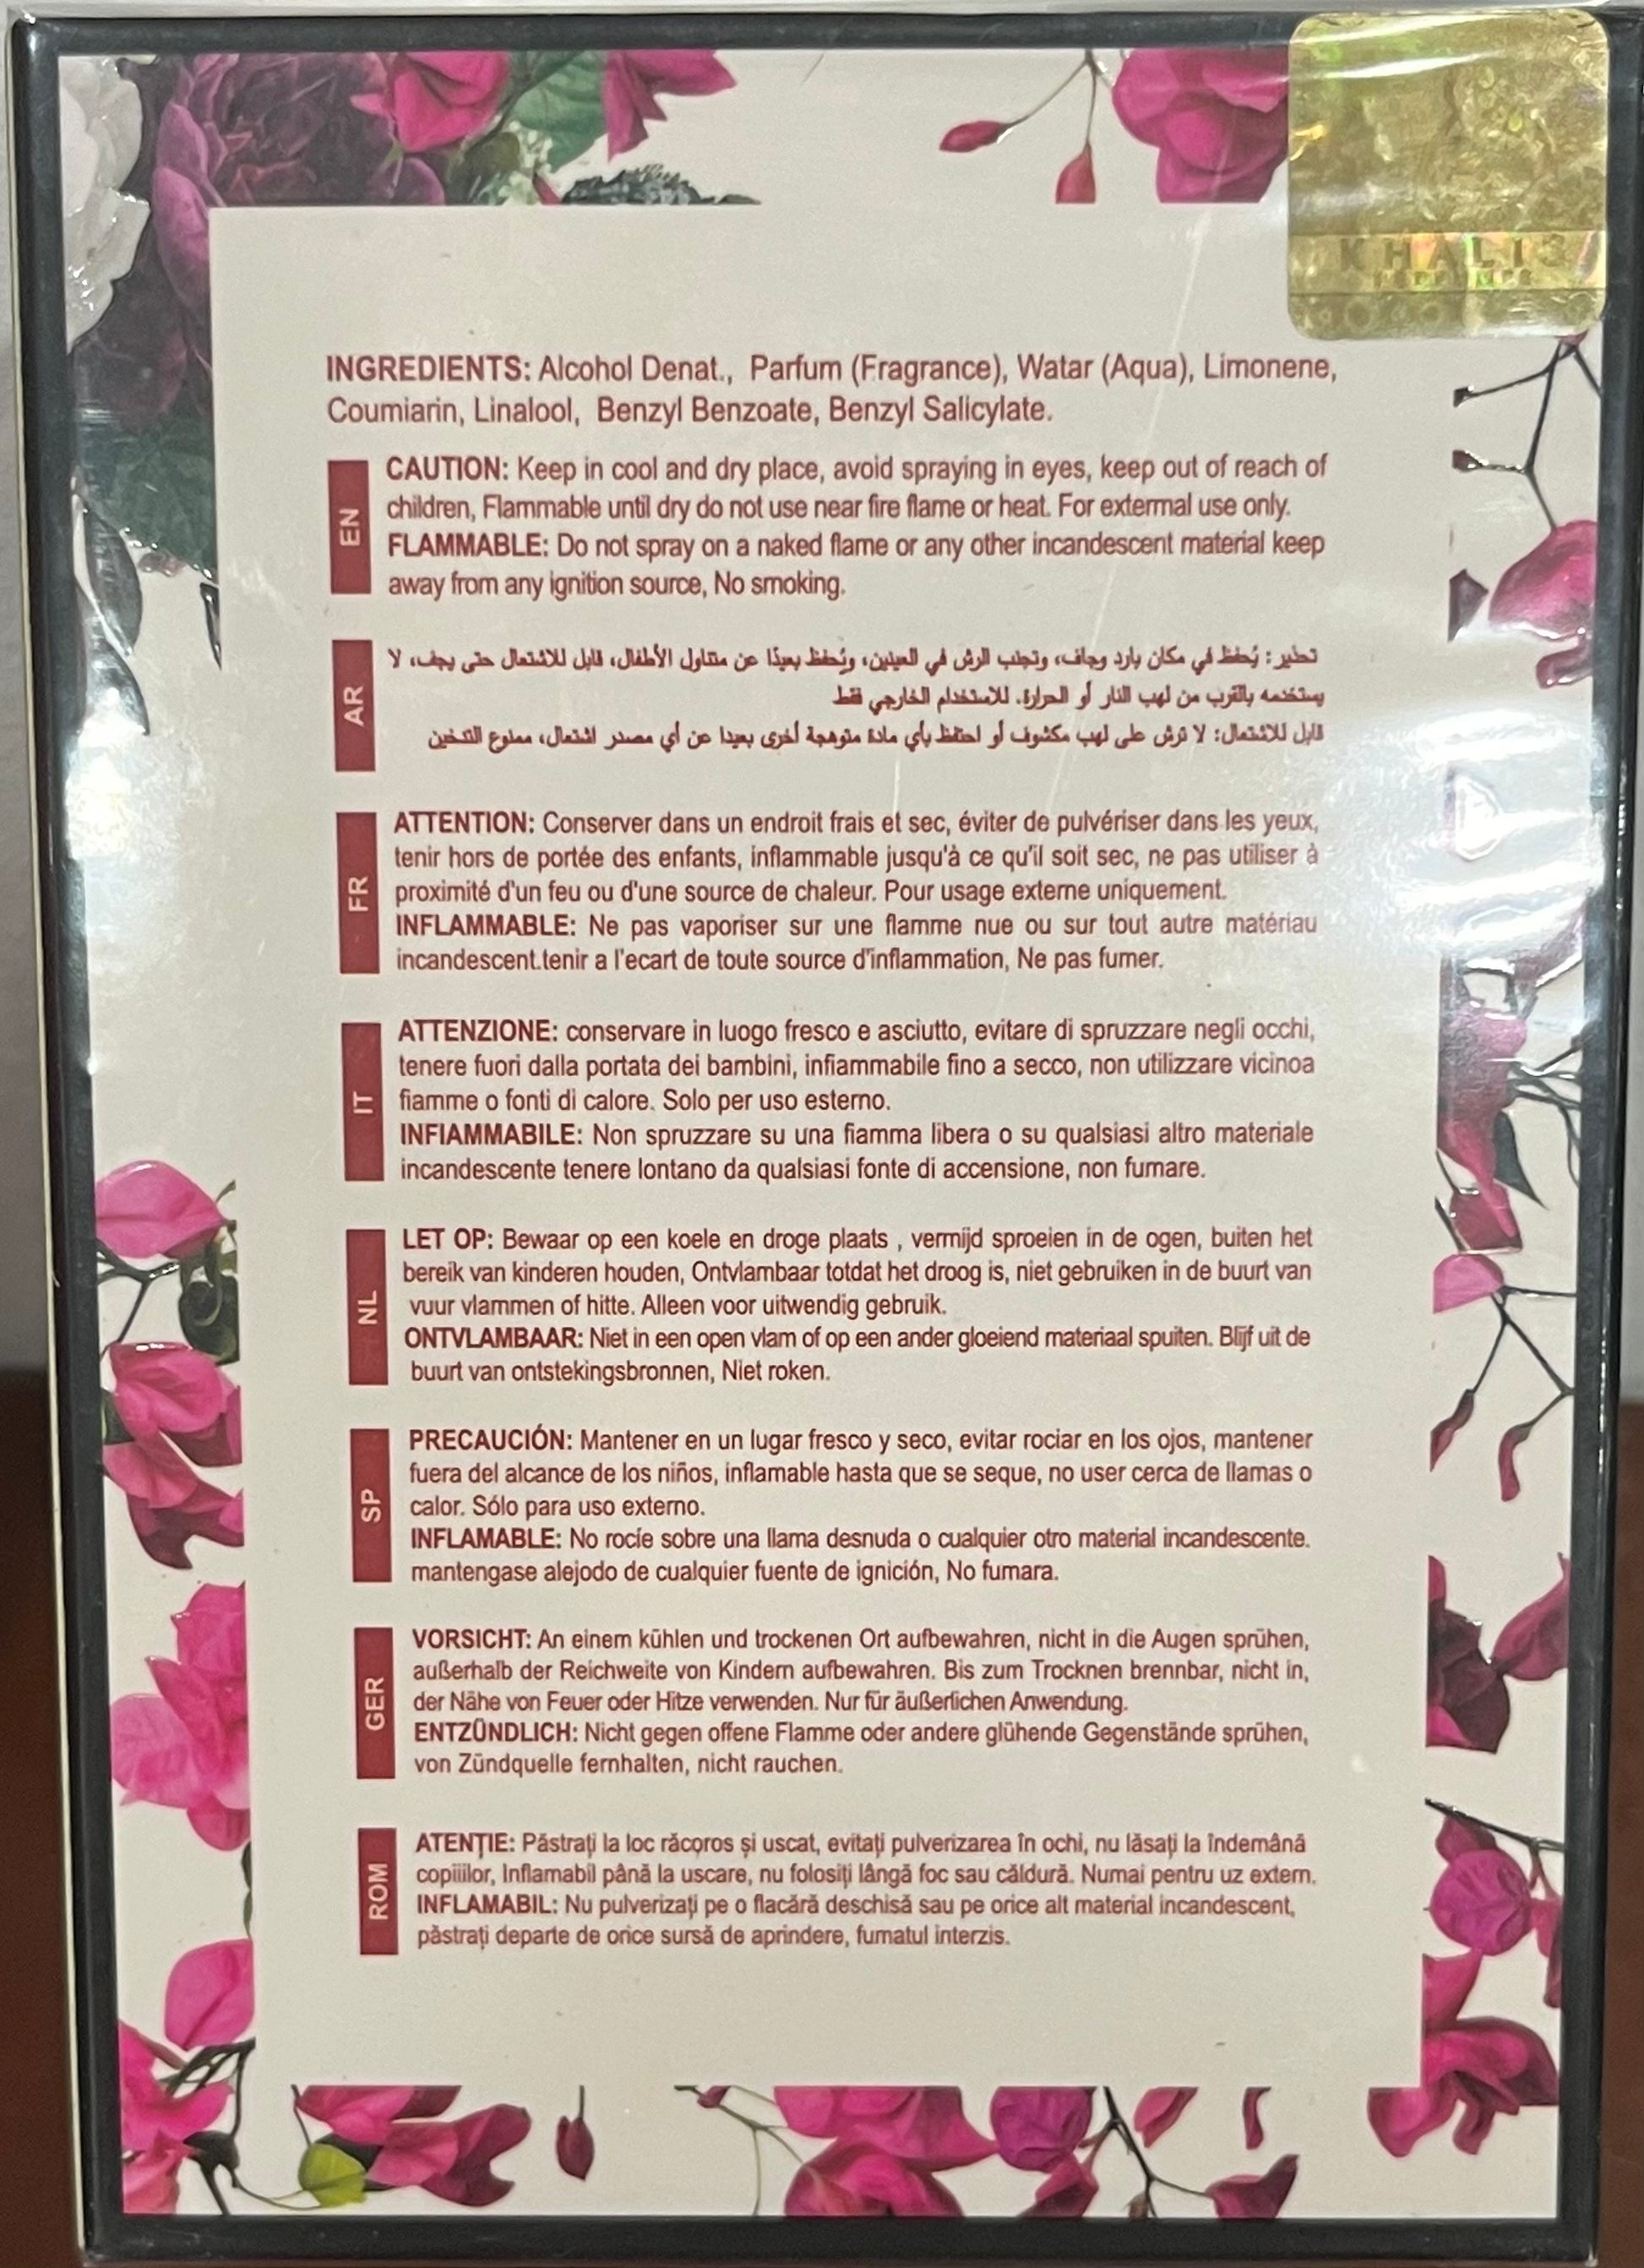 KHALIS
PERFUMES
INGREDIENTS: Alcohol Denat., Parfum (Fragrance), Watar (Aqua), Limonene,
Coumiarin, Linalool, Benzyl Benzoate, Benzyl Salicylate.
EN
CAUTION: Keep in cool and dry place, avoid spraying in eyes, keep out of reach of
children, Flammable until dry do not use near fire flame or heat. For extermal use only.
FLAMMABLE: Do not spray on a naked flame or any other incandescent material keep
away from any ignition source, No smoking.
AR
تحذير: يُحفظ في مكان بارد وجاف، وتجنب الرش في العينين، ويُحفظ بعيدًا عن متناول الأطفال، قابل للاشتعال حتى يجف، لا
يستخدمه بالقرب من لهب النار أو الحرارة. للاستخدام الخارجي فقط
قابل للاشتعال: لا ترش على لهب مكشوف أو احتفظ بأي مادة متوهجة أخرى بعيدا عن أي مصدر اشتعال، ممنوع التدخين
FR
ATTENTION: Conserver dans un endroit frais et sec, éviter de pulvériser dans les yeux,
tenir hors de portée des enfants, inflammable jusqu'à ce qu'il soit sec, ne pas utiliser à
proximité d'un feu ou d'une source de chaleur. Pour usage externe uniquement.
INFLAMMABLE: Ne pas vaporiser sur une flamme nue ou sur tout autre matériau
incandescent.tenir a l'ecart de toute source d'inflammation, Ne pas fumer.
IT
ATTENZIONE: conservare in luogo fresco e asciutto, evitare di spruzzare negli occhi,
tenere fuori dalla portata dei bambini, infiammabile fino a secco, non utilizzare vicinoa
fiamme o fonti di calore. Solo per uso esterno.
INFIAMMABILE: Non spruzzare su una fiamma libera o su qualsiasi altro materiale
incandescente tenere lontano da qualsiasi fonte di accensione, non fumare.
NL
LET OP: Bewaar op een koele en droge plaats , vermijd sproeien in de ogen, buiten het
bereik van kinderen houden, Ontvlambaar totdat het droog is, niet gebruiken in de buurt van
vuur vlammen of hitte. Alleen voor uitwendig gebruik.
ONTVLAMBAAR: Niet in een open vlam of op een ander gloeiend materiaal spuiten. Blijf uit de
buurt van ontstekingsbronnen, Niet roken.
SP
PRECAUCIÓN: Mantener en un lugar fresco y seco, evitar rociar en los ojos, mantener
fuera del alcance de los niños, inflamable hasta que se seque, no user cerca de llamas o
calor. Sólo para uso externo.
INFLAMABLE: No rocíe sobre una llama desnuda o cualquier otro material incandescente.
mantengase alejodo de cualquier fuente de ignición, No fumara.
GER
VORSICHT: An einem kühlen und trockenen Ort aufbewahren, nicht in die Augen sprühen,
außerhalb der Reichweite von Kindern aufbewahren. Bis zum Trocknen brennbar, nicht in,
der Nähe von Feuer oder Hitze verwenden. Nur für äußerlichen Anwendung.
ENTZÜNDLICH: Nicht gegen offene Flamme oder andere glühende Gegenstände sprühen,
von Zündquelle fernhalten, nicht rauchen.
ROM
ATENȚIE: Păstrați la loc răcoros și uscat, evitați pulverizarea în ochi, nu lăsați la îndemână
copiiilor, Inflamabil până la uscare, nu folosiți lângă foc sau căldură. Numai pentru uz extern.
INFLAMABIL: Nu pulverizați pe o flacără deschisă sau pe orice alt material incandescent,
păstrați departe de orice sursă de aprindere, fumatul interzis.